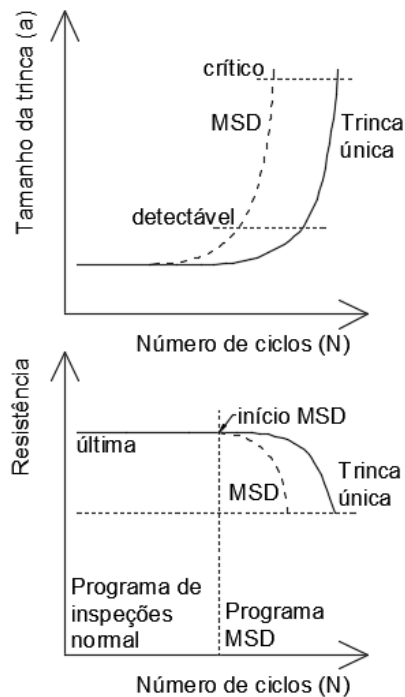 Tamanho da trinca (a)
crítico
MSD
Trinca
única
detectável
Número de ciclos (N)
Resistência
última
início MSD
MSD
Trinca
única
Programa de
inspeções
normal
Programa
MSD
Número de ciclos (N)